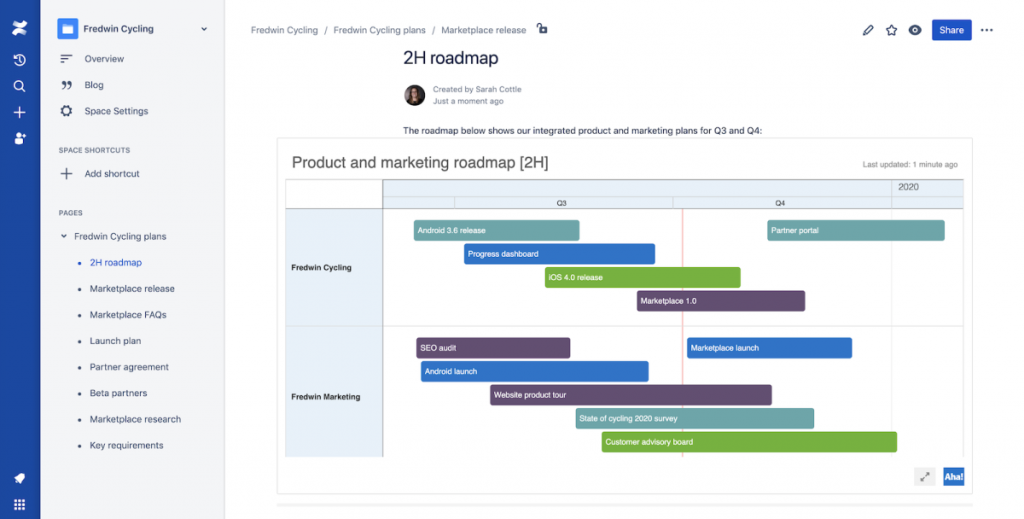 Fredwin Cycling
Overview
Blog
Space Settings
SPACE SHORTCUTS
Add shortcut
PAGES
Fredwin Cycling plans
2H roadmap
Marketplace release
Marketplace FAQs
Launch plan
Partner agreement
Beta partners
Marketplace research
Key requirements
Fredwin Cycling / Fredwin Cycling plans / Marketplace release
Share
2H roadmap
Created by Sarah Cottle
Just a moment ago
The roadmap below shows our integrated product and marketing plans for Q3 and Q4:
Product and marketing roadmap [2H]
Last updated: 1 minute ago
2020
Q3 Q4
Fredwin Cycling
Android 3.6 release
Partner portal
Progress dashboard
iOS 4.0 release
Marketplace 1.0
Fredwin Marketing
SEO audit
Marketplace launch
Android launch
Website product tour
State of cycling 2020 survey
Customer advisory board
Aha!